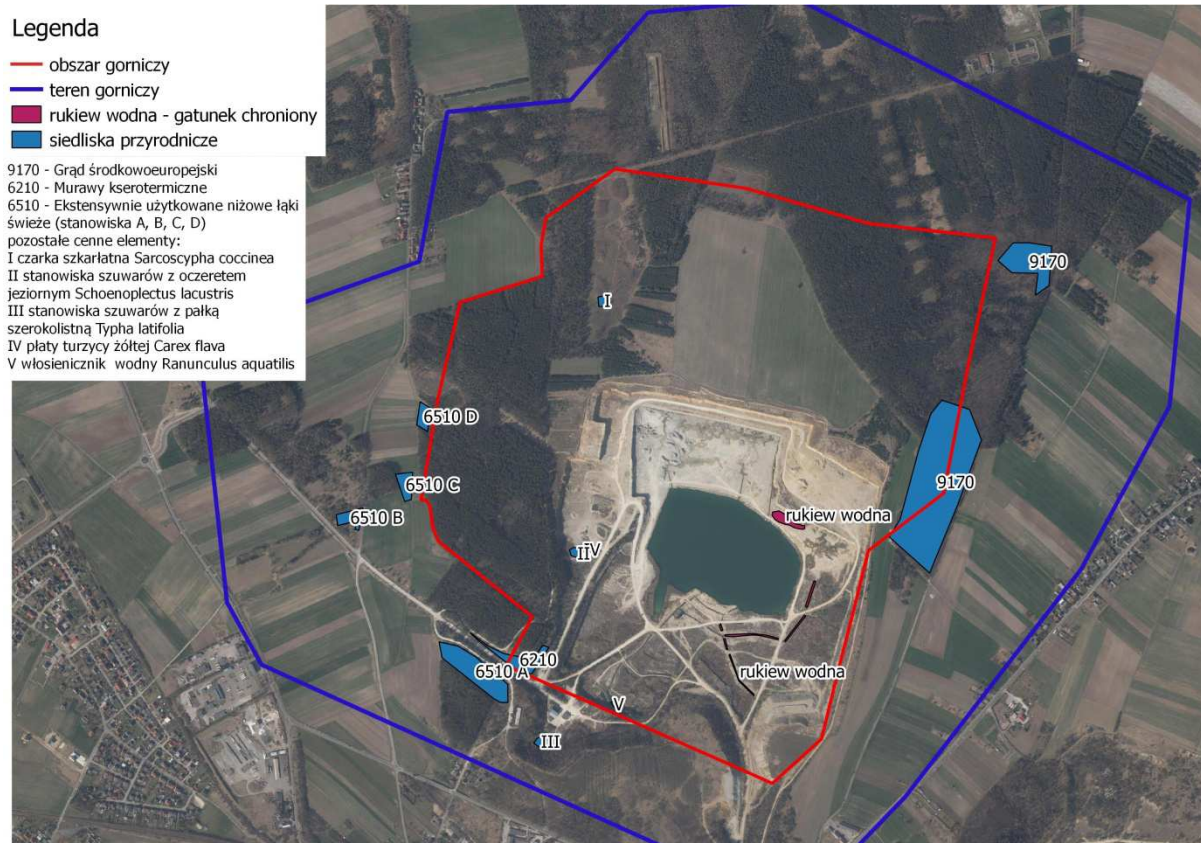 Legenda
obszar gorniczy
teren gorniczy
rukiew wodna - gatunek chroniony
siedliska przyrodnicze
9170 - Grąd środkowoeuropejski
6210 - Murawy kserotermiczne
6510 - Ekstensywnie użytkowane niżowe łąki
świeże (stanowiska A, B, C, D)
pozostałe cenne elementy:
I czarka szkarłatna Sarcoscypha coccinea
II stanowiska szuwarów z oczeretem
jeziornym Schoenoplectus lacustris
III stanowiska szuwarów z pałką
szerokolistną Typha latifolia
IV płaty turzycy żółtej Carex flava
V włosienicznik wodny Ranunculus aquatilis
9170
I
6510 D
6510 C
9170
6510 B
rukiew wodna
II
IV
6210
6510 A
rukiew wodna
V
III